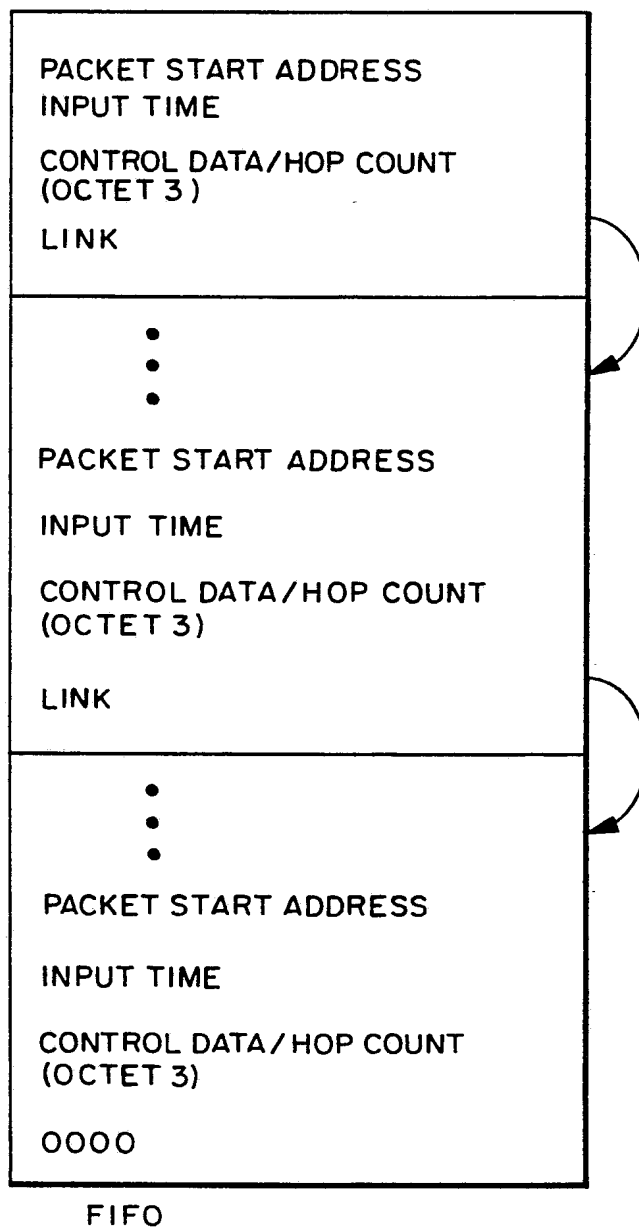 PACKET START ADDRESS
INPUT TIME
CONTROL DATA/HOP COUNT
(OCTET 3)
LINK
PACKET START ADDRESS
INPUT TIME
CONTROL DATA/HOP COUNT
(OCTET 3)
LINK
PACKET START ADDRESS
INPUT TIME
CONTROL DATA/HOP COUNT
(OCTET 3)
0000
FIFO